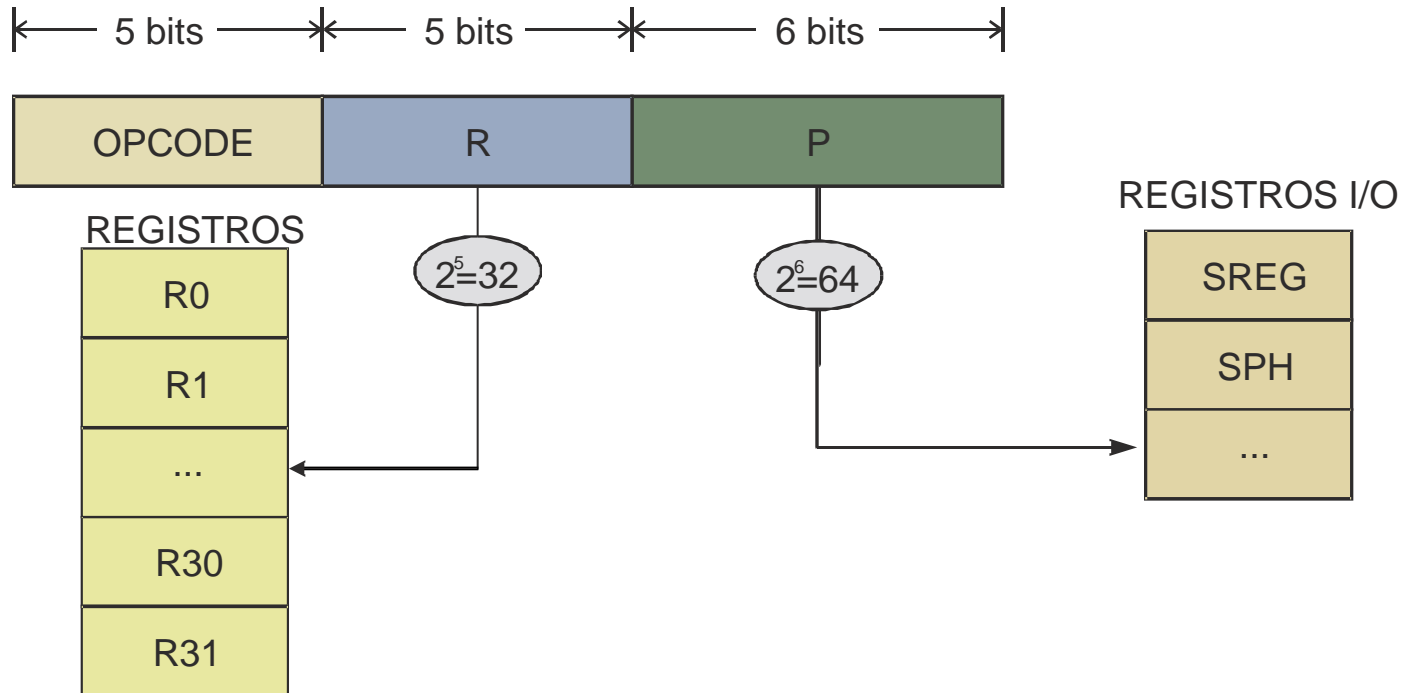 5 bits 5 bits 6 bits
OPCODE R P
REGISTROS
R0
R1
...
R30
R31
2⁵=32
2⁶=64
REGISTROS I/O
SREG
SPH
...